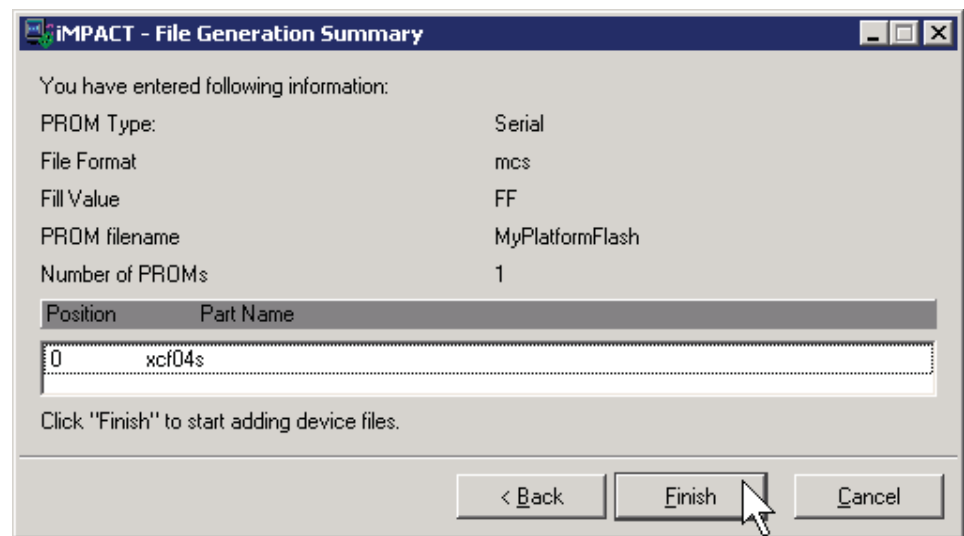 iMPACT - File Generation Summary
You have entered following information:
PROM Type: Serial
File Format mcs
Fill Value FF
PROM filename MyPlatformFlash
Number of PROMs 1
Position Part Name
0 xcf04s
Click "Finish" to start adding device files.
< Back Finish Cancel